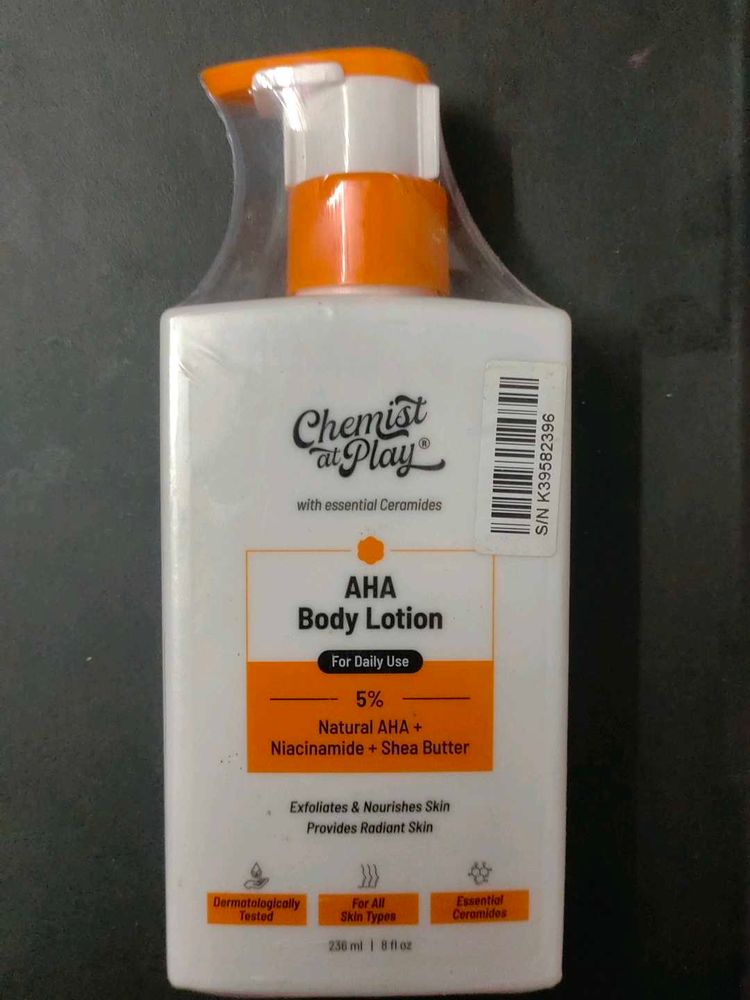 Chemist
at Play®
with essential Ceramides
S/N K39582396
AHA
Body Lotion
For Daily Use
5%
Natural AHA +
Niacinamide + Shea Butter
Exfoliates & Nourishes Skin
Provides Radiant Skin
Dermatologically
Tested
For All
Skin Types
Essential
Ceramides
236 ml | 8 fl oz